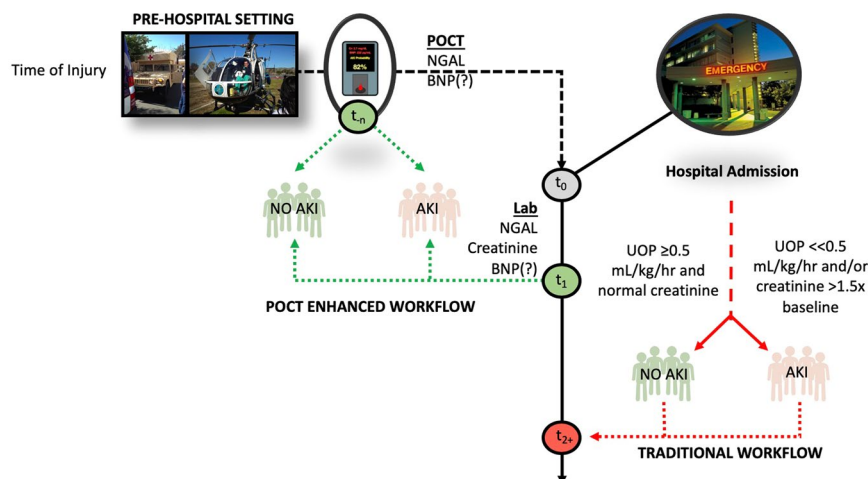 PRE-HOSPITAL SETTING
Time of Injury
82%
t-n
POCT
NGAL
BNP(?)
EMERGENCY
Hospital Admission
t0
NO AKI
AKI
Lab
NGAL
Creatinine
BNP(?)
t1
POCT ENHANCED WORKFLOW
UOP ≥0.5
mL/kg/hr and
normal creatinine
UOP <<0.5
mL/kg/hr and/or
creatinine >1.5x
baseline
NO AKI
AKI
t2+
TRADITIONAL WORKFLOW